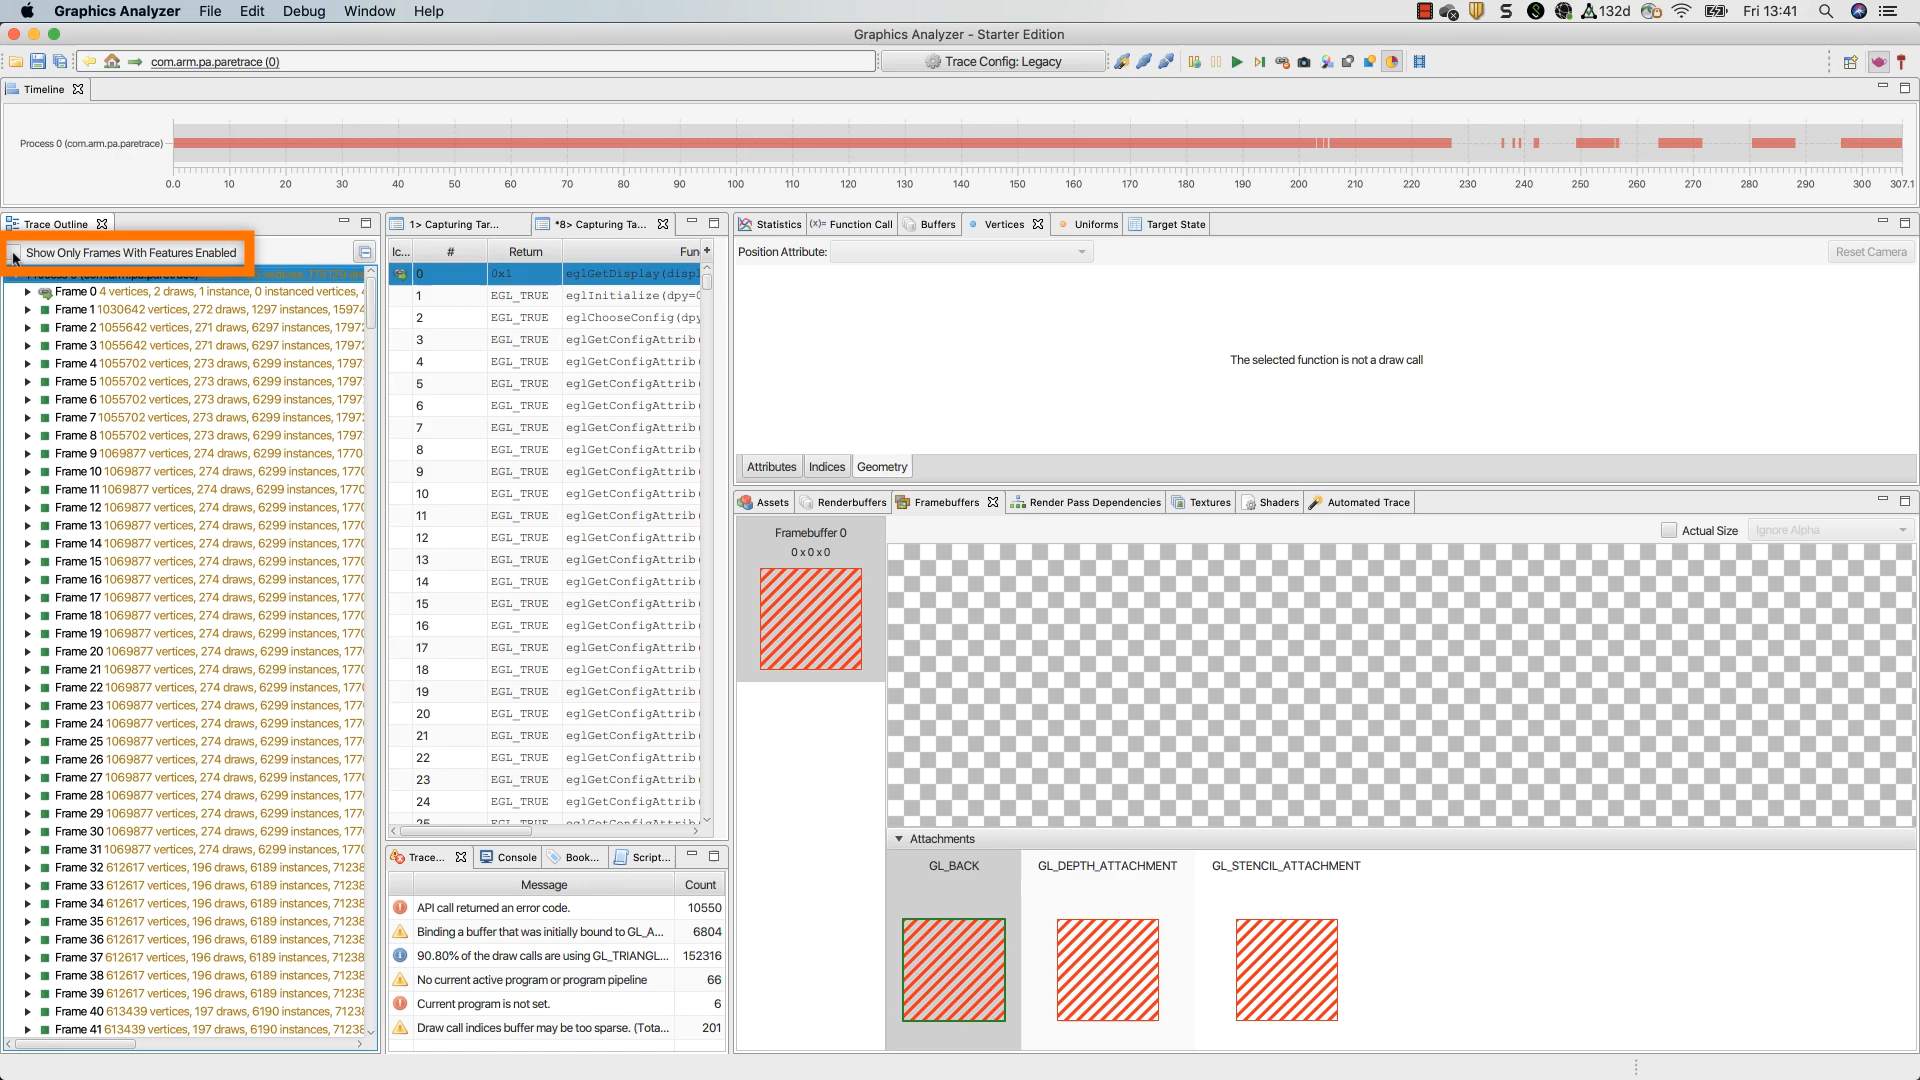 Graphics Analyzer File Edit Debug Window Help 132d Fri 13:41
Graphics Analyzer - Starter Edition
com.arm.pa.paretrace (0) Trace Config: Legacy
Timeline
Process 0 (com.arm.pa.paretrace)
0.0 10 20 30 40 50 60 70 80 90 100 110 120 130 140 150 160 170 180 190 200 210 220 230 240 250 260 270 280 290 300 307.1
Trace Outline
Show Only Frames With Features Enabled
Frame 0 4 vertices, 2 draws, 1 instance, 0 instanced vertices,
Frame 1 1030642 vertices, 272 draws, 1297 instances, 15974
Frame 2 1055642 vertices, 271 draws, 6297 instances, 1797
Frame 3 1055642 vertices, 271 draws, 6297 instances, 1797
Frame 4 1055702 vertices, 273 draws, 6299 instances, 1797
Frame 5 1055702 vertices, 273 draws, 6299 instances, 1797
Frame 6 1055702 vertices, 273 draws, 6299 instances, 1797
Frame 7 1055702 vertices, 273 draws, 6299 instances, 1797
Frame 8 1055702 vertices, 273 draws, 6299 instances, 1797
Frame 9 1069877 vertices, 274 draws, 6299 instances, 1770
Frame 10 1069877 vertices, 274 draws, 6299 instances, 177
Frame 11 1069877 vertices, 274 draws, 6299 instances, 1770
Frame 12 1069877 vertices, 274 draws, 6299 instances, 177
Frame 13 1069877 vertices, 274 draws, 6299 instances, 177
Frame 14 1069877 vertices, 274 draws, 6299 instances, 177
Frame 15 1069877 vertices, 274 draws, 6299 instances, 177
Frame 16 1069877 vertices, 274 draws, 6299 instances, 177
Frame 17 1069877 vertices, 274 draws, 6299 instances, 177
Frame 18 1069877 vertices, 274 draws, 6299 instances, 177
Frame 19 1069877 vertices, 274 draws, 6299 instances, 177
Frame 20 1069877 vertices, 274 draws, 6299 instances, 177
Frame 21 1069877 vertices, 274 draws, 6299 instances, 177
Frame 22 1069877 vertices, 274 draws, 6299 instances, 177
Frame 23 1069877 vertices, 274 draws, 6299 instances, 177
Frame 24 1069877 vertices, 274 draws, 6299 instances, 177
Frame 25 1069877 vertices, 274 draws, 6299 instances, 177
Frame 26 1069877 vertices, 274 draws, 6299 instances, 177
Frame 27 1069877 vertices, 274 draws, 6299 instances, 177
Frame 28 1069877 vertices, 274 draws, 6299 instances, 177
Frame 29 1069877 vertices, 274 draws, 6299 instances, 177
Frame 30 1069877 vertices, 274 draws, 6299 instances, 177
Frame 31 1069877 vertices, 274 draws, 6299 instances, 177
Frame 32 612617 vertices, 196 draws, 6189 instances, 71238
Frame 33 612617 vertices, 196 draws, 6189 instances, 71238
Frame 34 612617 vertices, 196 draws, 6189 instances, 71238
Frame 35 612617 vertices, 196 draws, 6189 instances, 71238
Frame 36 612617 vertices, 196 draws, 6189 instances, 71238
Frame 37 612617 vertices, 196 draws, 6189 instances, 71238
Frame 38 612617 vertices, 196 draws, 6189 instances, 71238
Frame 39 612617 vertices, 196 draws, 6189 instances, 71238
Frame 40 613439 vertices, 197 draws, 6190 instances, 7123
Frame 41 613439 vertices, 197 draws, 6190 instances, 71238
1> Capturing Tar... *8> Capturing Ta...
Ic... # Return Fun
0 0x1 eglGetDisplay(displ
1 EGL_TRUE eglInitialize(dpy=0
2 EGL_TRUE eglChooseConfig(dpy
3 EGL_TRUE eglGetConfigAttrib(
4 EGL_TRUE eglGetConfigAttrib(
5 EGL_TRUE eglGetConfigAttrib(
6 EGL_TRUE eglGetConfigAttrib(
7 EGL_TRUE eglGetConfigAttrib(
8 EGL_TRUE eglGetConfigAttrib(
9 EGL_TRUE eglGetConfigAttrib(
10 EGL_TRUE eglGetConfigAttrib(
11 EGL_TRUE eglGetConfigAttrib(
12 EGL_TRUE eglGetConfigAttrib(
13 EGL_TRUE eglGetConfigAttrib(
14 EGL_TRUE eglGetConfigAttrib(
15 EGL_TRUE eglGetConfigAttrib(
16 EGL_TRUE eglGetConfigAttrib(
17 EGL_TRUE eglGetConfigAttrib(
18 EGL_TRUE eglGetConfigAttrib(
19 EGL_TRUE eglGetConfigAttrib(
20 EGL_TRUE eglGetConfigAttrib(
21 EGL_TRUE eglGetConfigAttrib(
22 EGL_TRUE eglGetConfigAttrib(
23 EGL_TRUE eglGetConfigAttrib(
24 EGL_TRUE eglGetConfigAttrib(
25 EGL_TRUE eglGetConfigAttrib(
Trace... Console Book... Script...
Message Count
API call returned an error code. 10550
Binding a buffer that was initially bound to GL_A... 6804
90.80% of the draw calls are using GL_TRIANGL... 152316
No current active program or program pipeline 66
Current program is not set. 6
Draw call indices buffer may be too sparse. (Tota... 201
Statistics (x)= Function Call Buffers Vertices Uniforms Target State
Position Attribute: Reset Camera
The selected function is not a draw call
Attributes Indices Geometry
Assets Renderbuffers Framebuffers Render Pass Dependencies Textures Shaders Automated Trace
Framebuffer 0
0 x 0 x 0
Actual Size Ignore Alpha
Attachments
GL_BACK GL_DEPTH_ATTACHMENT GL_STENCIL_ATTACHMENT